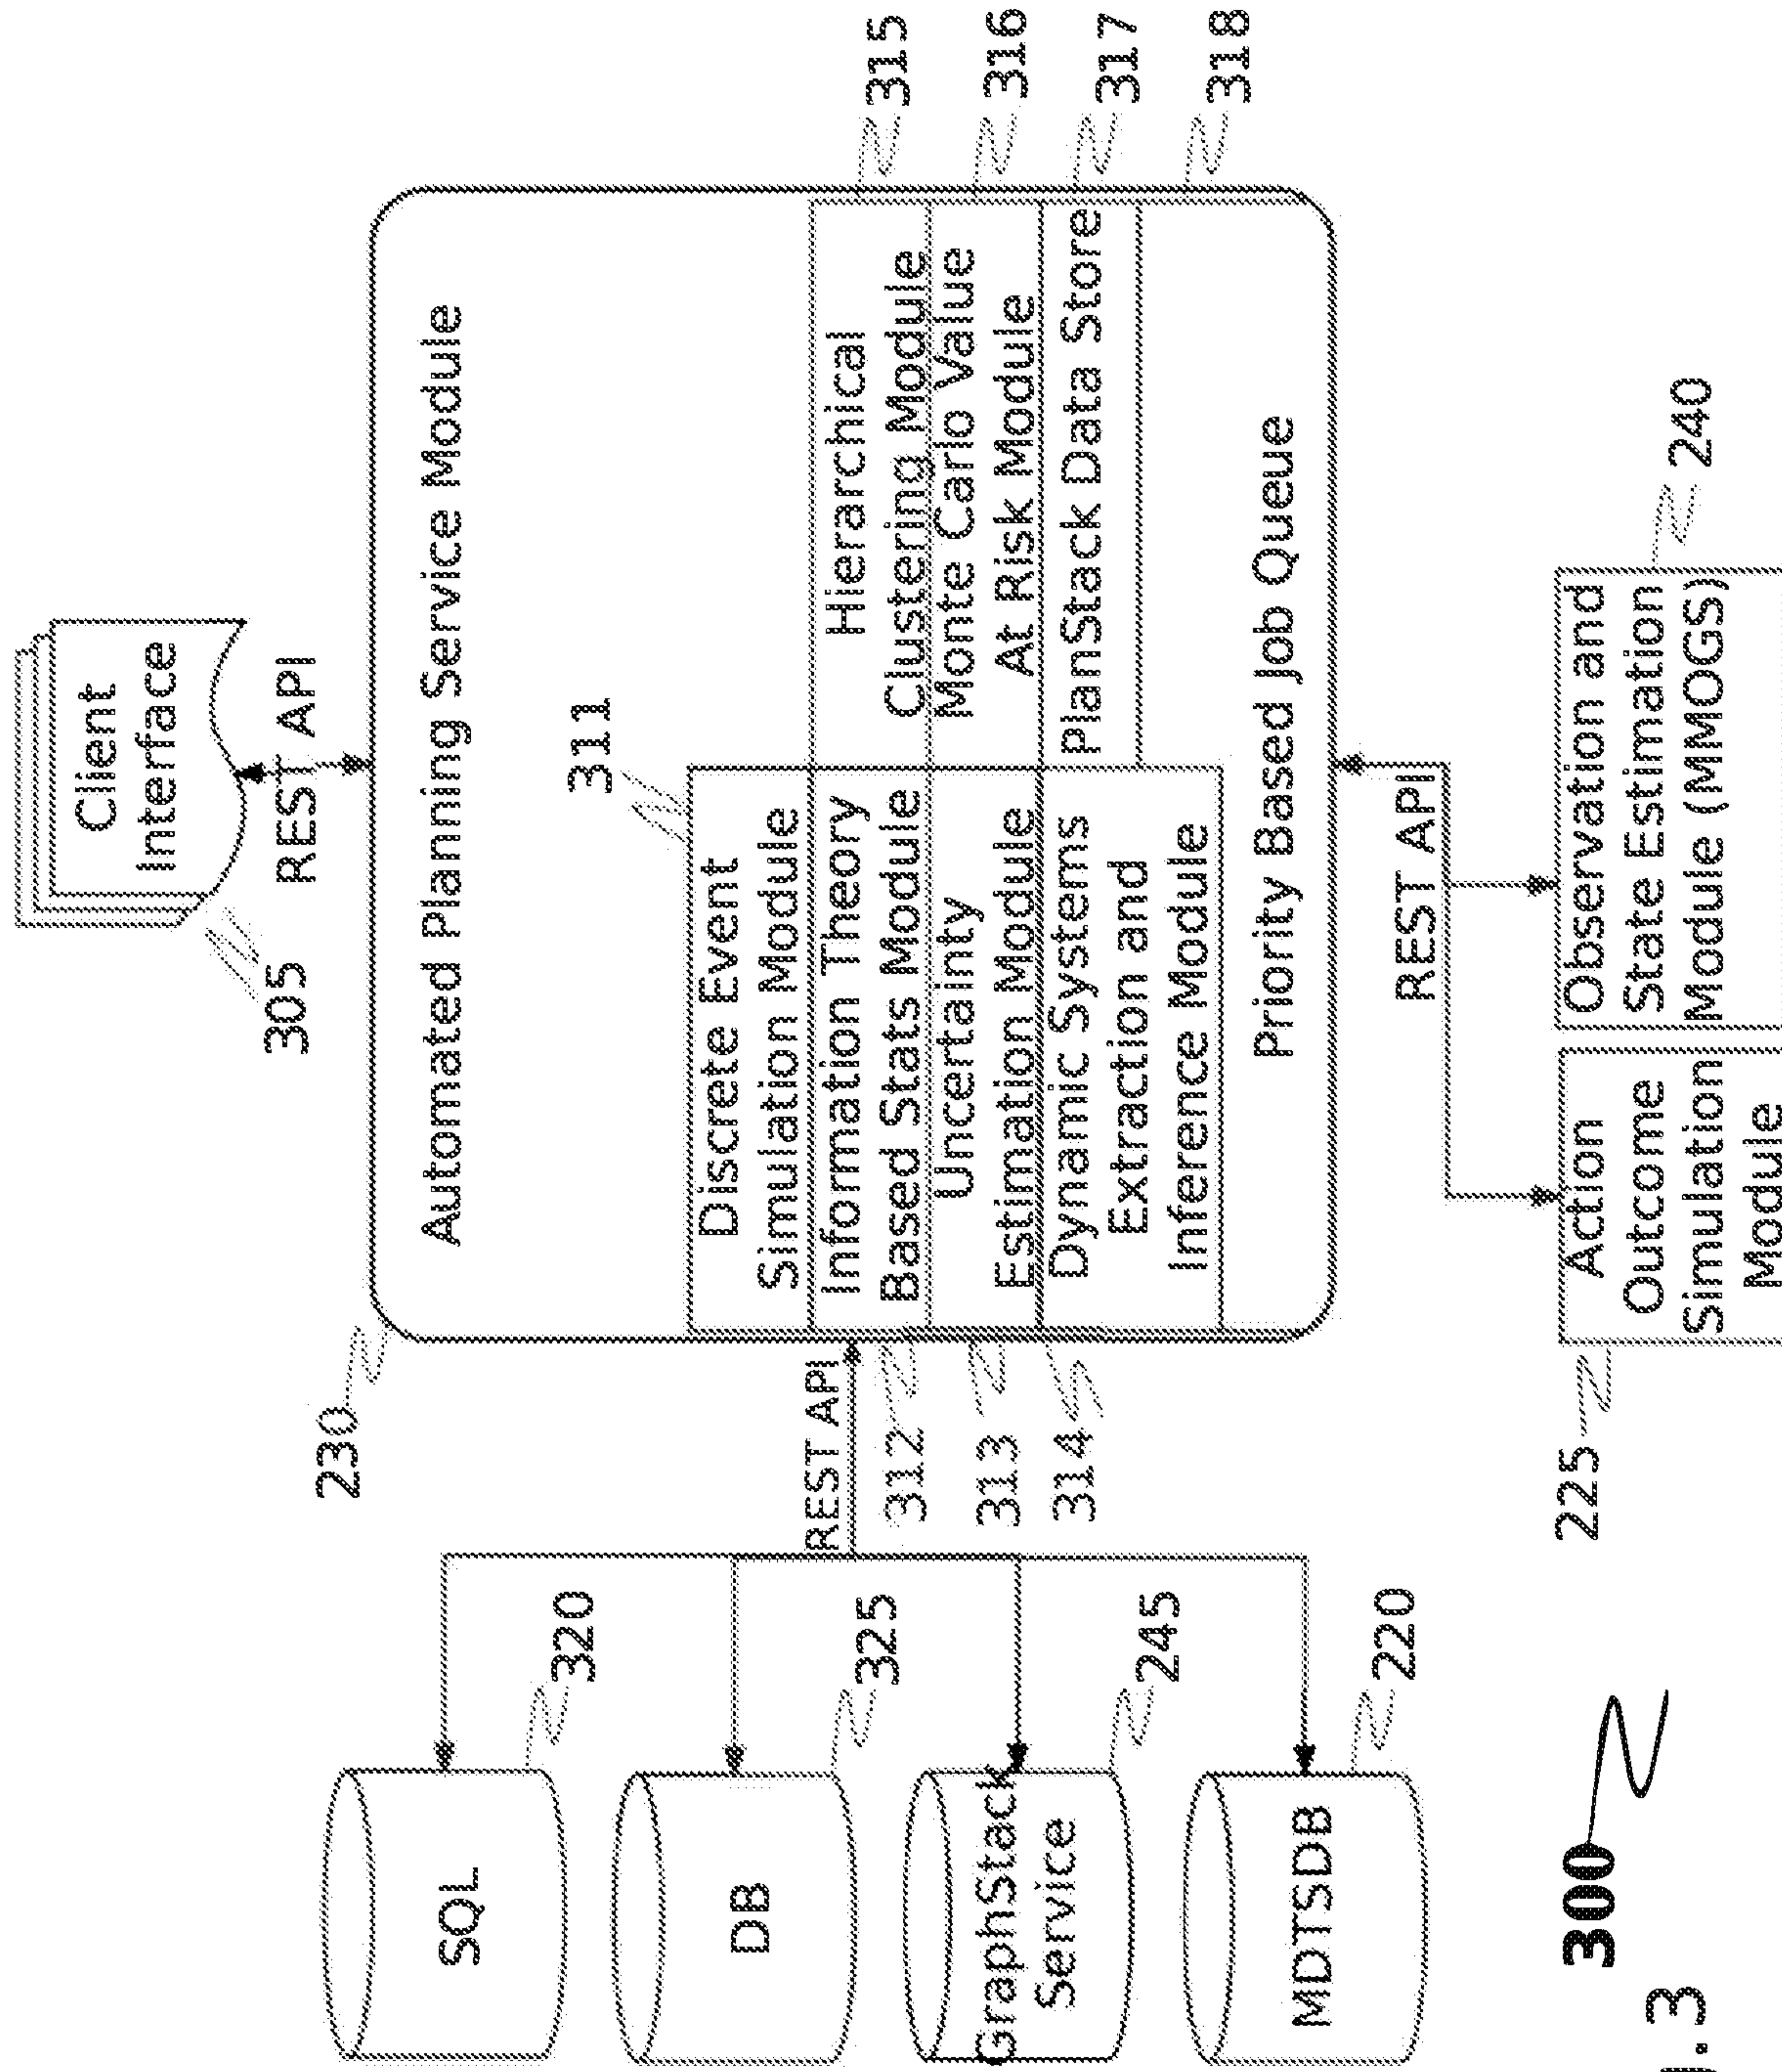 Client
Interface
305
REST API
230
Automated Planning Service Module
311
Discrete Event
Simulation Module
Information Theory
Based Stats Module
Uncertainty
Estimation Module
Dynamic Systems
Extraction and
Inference Module
Hierarchical
Clustering Module
Monte Carlo Value
At Risk Module
PlanStack Data Store
Priority Based Job Queue
315
316
317
318
REST API
312
313
314
SQL
320
DB
325
GraphStack
Service
245
MDTSDB
220
REST API
225
Action
Outcome
Simulation
Module
Observation and
State Estimation
Module (MMOGS)
240
300
.3